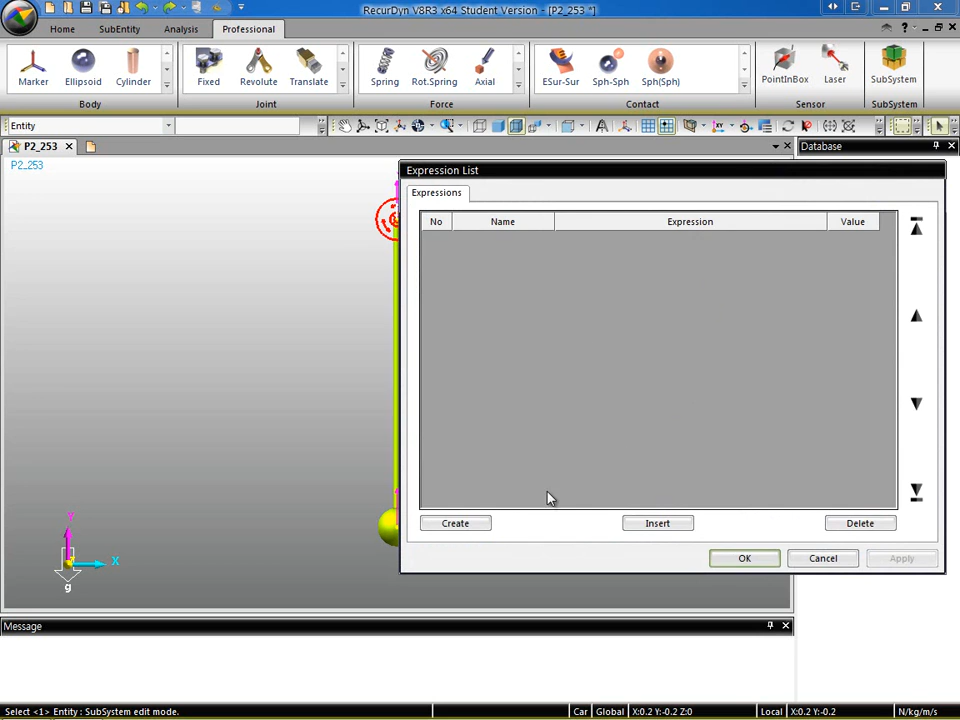 RecurDyn V8R3 x64 Student Version - [P2_253 *]
Home SubEntity Analysis Professional
Marker Ellipsoid Cylinder Fixed Revolute Translate Spring Rot.Spring Axial ESur-Sur Sph-Sph Sph(Sph) PointInBox Laser SubSystem
Body Joint Force Contact Sensor SubSystem
Entity
P2_253
Database
P2_253
Expression List
Expressions
No Name Expression Value
Create Insert Delete
OK Cancel Apply
Y
X
g
Message
Select <1> Entity : SubSystem edit mode. Car Global X:0.2 Y:-0.2 Z:0 Local X:0.2 Y:-0.2 N/kg/m/s